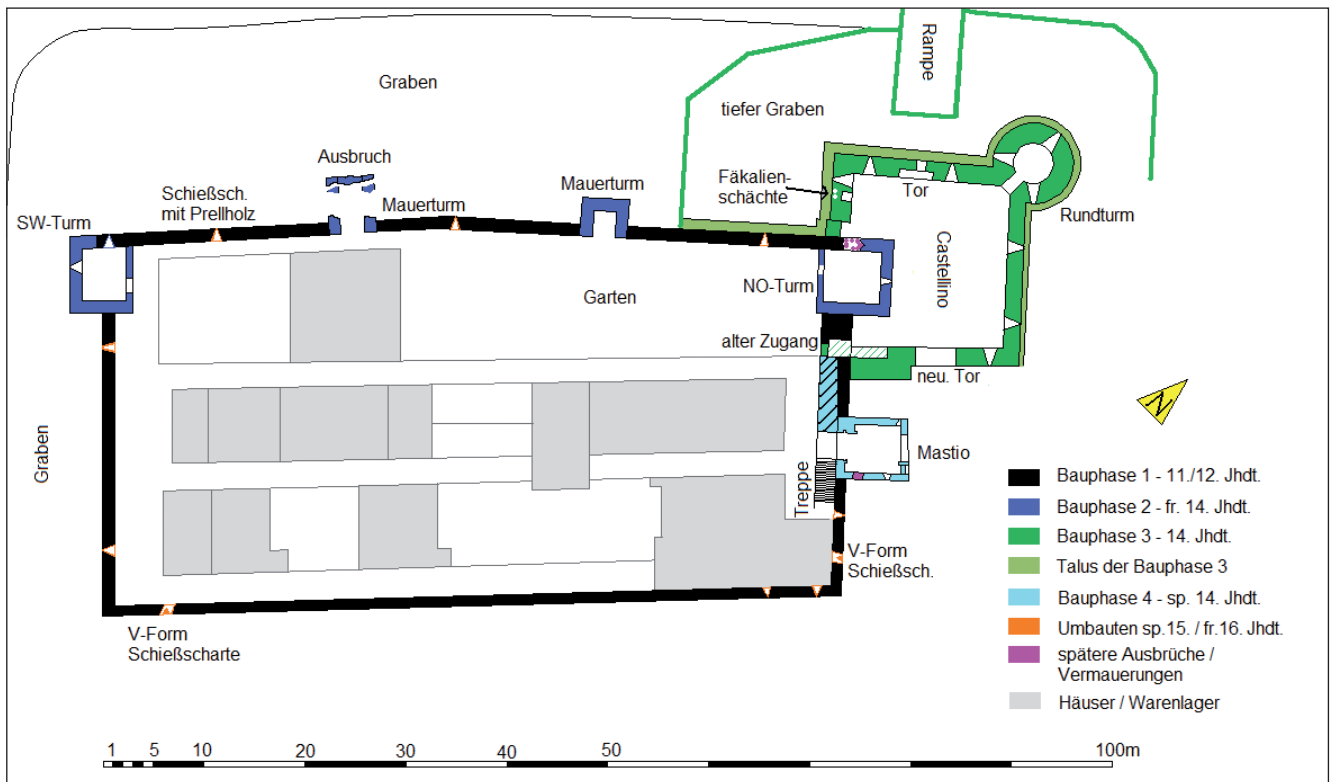 Graben
Rampe
tiefer Graben
Ausbruch
Schießsch.
mit Prellholz
Mauerturm
Mauerturm
Fäkalien-
schächte
Tor
Rundturm
SW-Turm
Castellino
Garten
NO-Turm
alter Zugang
neu. Tor
N
Graben
Mastio
Treppe
V-Form
Schießsch.
V-Form
Schießscharte
Bauphase 1 - 11./12. Jhdt.
Bauphase 2 - fr. 14. Jhdt.
Bauphase 3 - 14. Jhdt.
Talus der Bauphase 3
Bauphase 4 - sp. 14. Jhdt.
Umbauten sp.15. / fr.16. Jhdt.
spätere Ausbrüche /
Vermauerungen
Häuser / Warenlager
1 5 10 20 30 40 50 100m